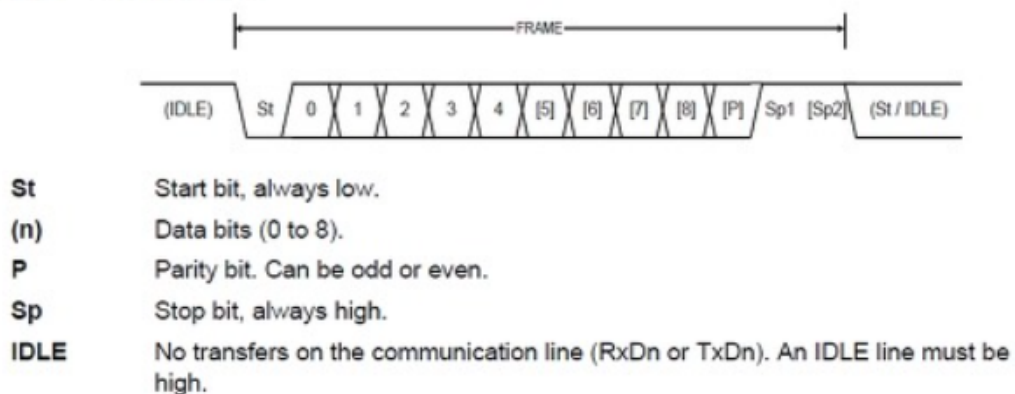 FRAME
(IDLE) St 0 1 2 3 4 [5] [6] [7] [8] [P] Sp1 [Sp2] (St / IDLE)
St Start bit, always low.
(n) Data bits (0 to 8).
P Parity bit. Can be odd or even.
Sp Stop bit, always high.
IDLE No transfers on the communication line (RxDn or TxDn). An IDLE line must be
high.